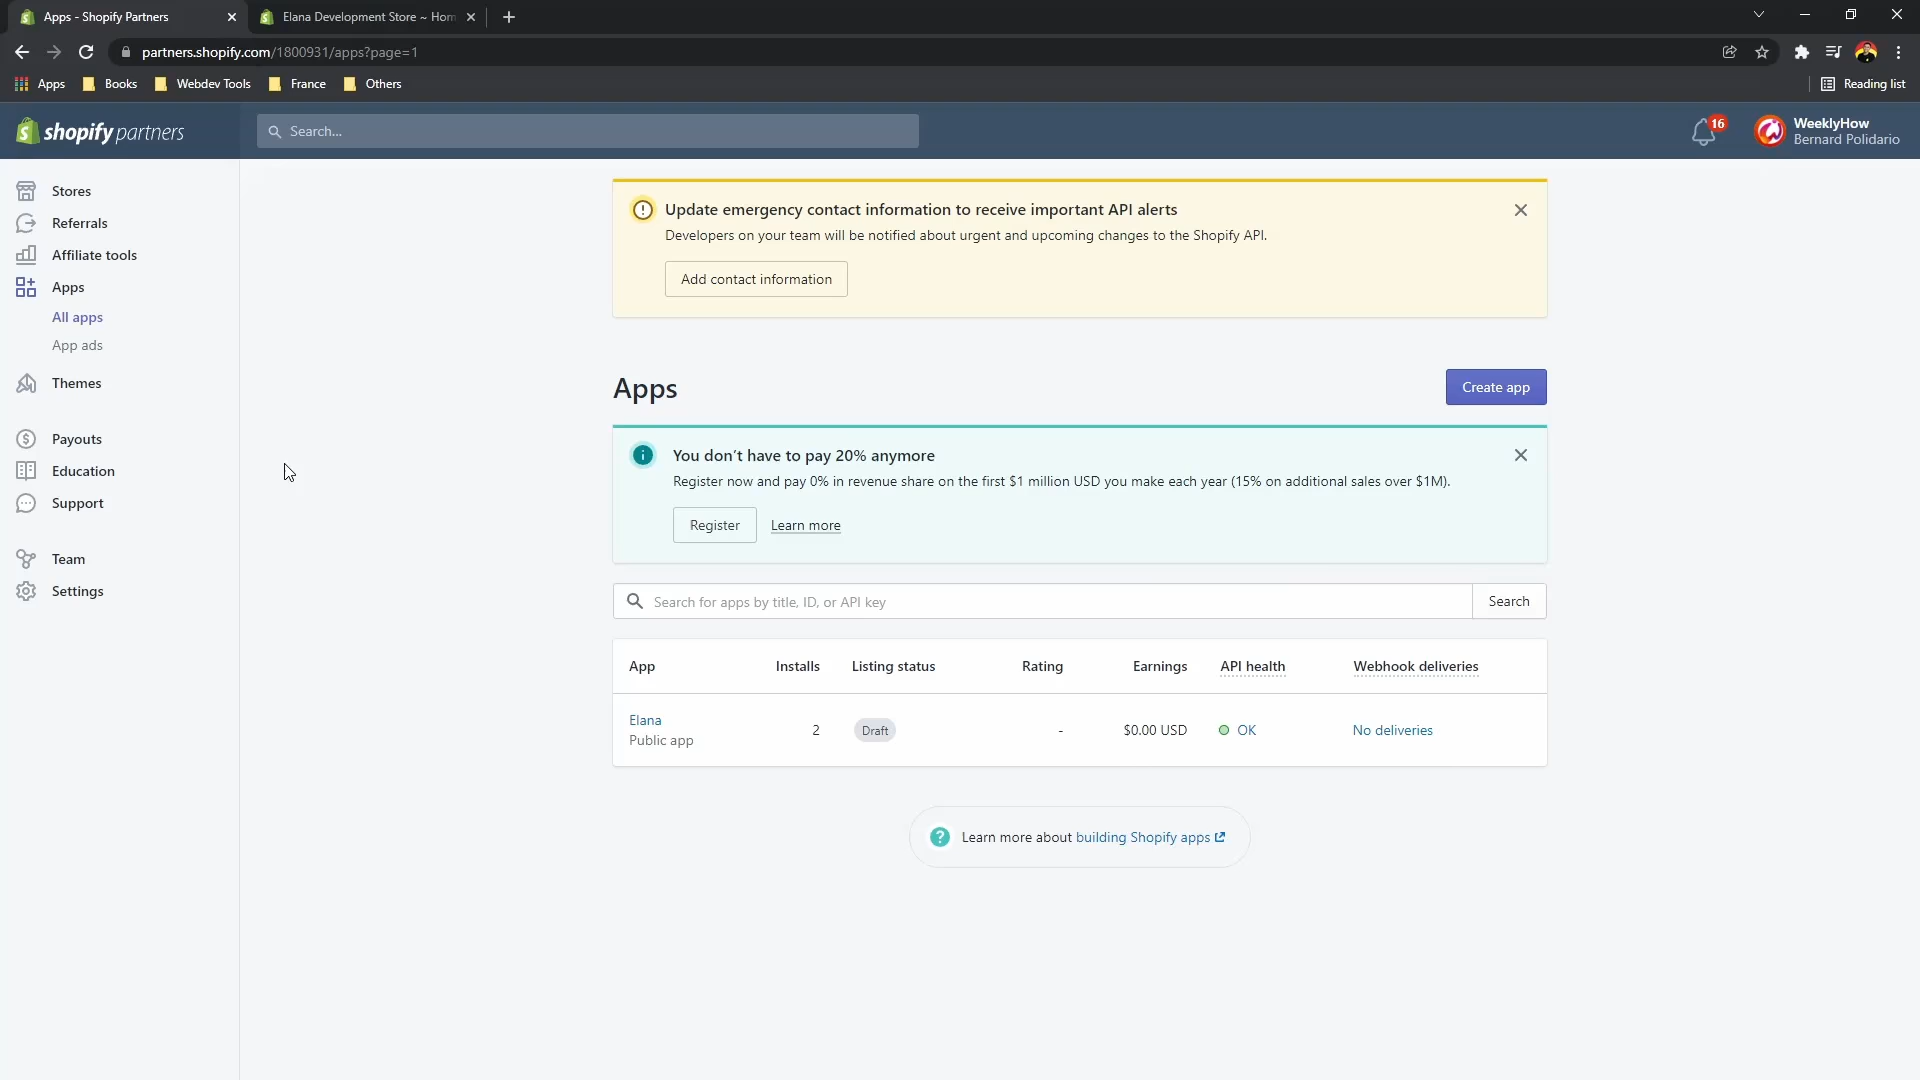 Apps - Shopify Partners
Elana Development Store ~ Hom
partners.shopify.com/1800931/apps?page=1
Apps
Books
Webdev Tools
France
Others
Reading list
shopify partners
Search...
16
WeeklyHow
Bernard Polidario
Stores
Referrals
Affiliate tools
Apps
All apps
App ads
Themes
Payouts
Education
Support
Team
Settings
Update emergency contact information to receive important API alerts
Developers on your team will be notified about urgent and upcoming changes to the Shopify API.
Add contact information
Apps
Create app
You don’t have to pay 20% anymore
Register now and pay 0% in revenue share on the first $1 million USD you make each year (15% on additional sales over $1M).
Register
Learn more
Search for apps by title, ID, or API key
Search
App
Installs
Listing status
Rating
Earnings
API health
Webhook deliveries
Elana
Public app
2
Draft
-
$0.00 USD
OK
No deliveries
Learn more about building Shopify apps